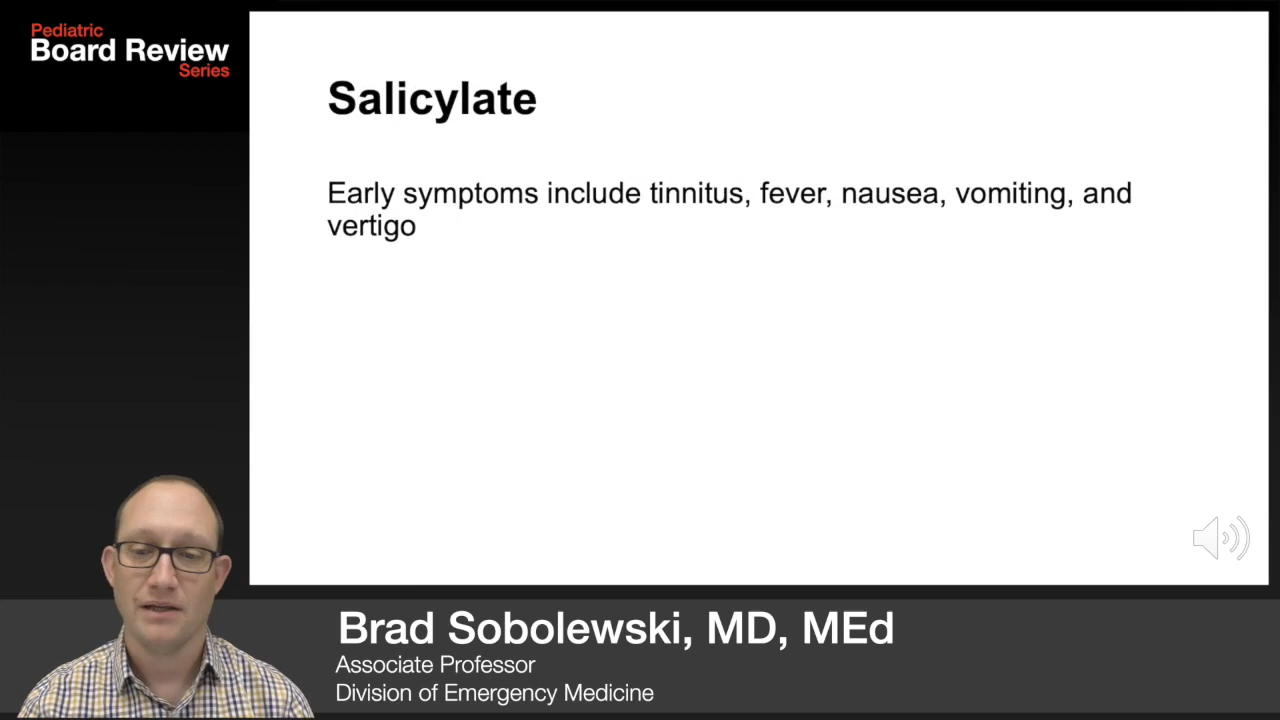 Pediatric
Board Review
Series
Salicylate
Early symptoms include tinnitus, fever, nausea, vomiting, and
vertigo
Brad Sobolewski, MD, MEd
Associate Professor
Division of Emergency Medicine